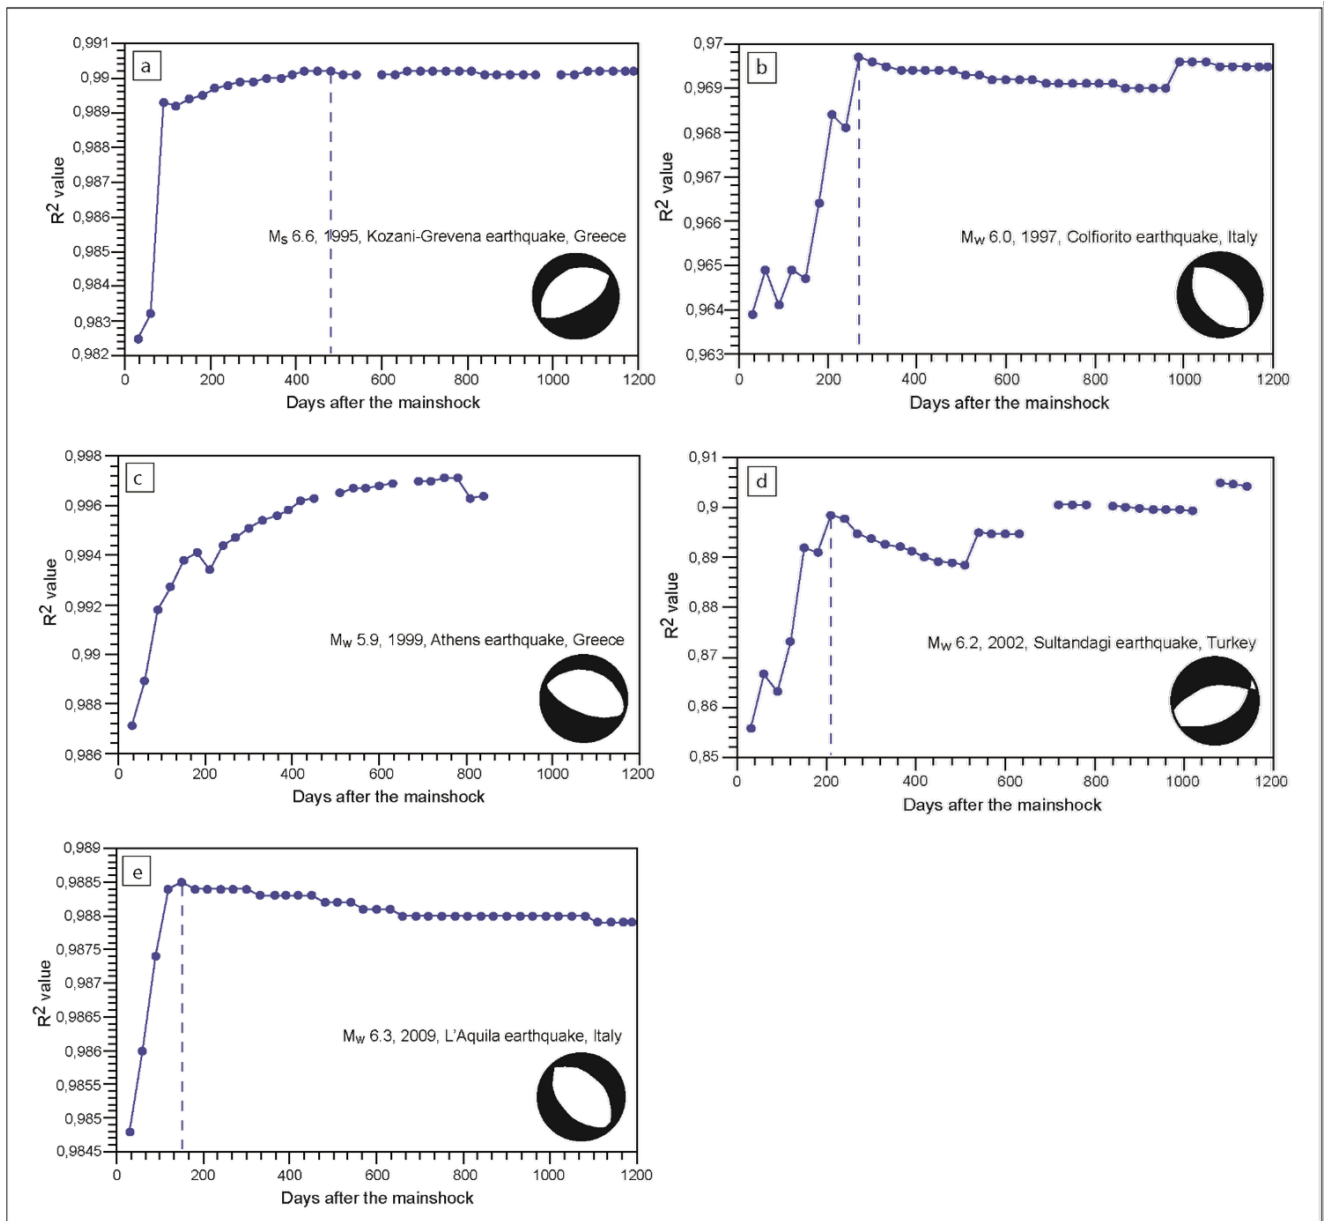 a
0,991
0,99
0,989
0,988
0,987
0,986
0,985
0,984
0,983
0,982
R2 value
0 200 400 600 800 1000 1200
Days after the mainshock
Ms 6.6, 1995, Kozani-Grevena earthquake, Greece
b
0,97
0,969
0,968
0,967
0,966
0,965
0,964
0,963
R2 value
0 200 400 600 800 1000 1200
Days after the mainshock
Mw 6.0, 1997, Colfiorito earthquake, Italy
c
0,998
0,996
0,994
0,992
0,99
0,988
0,986
R2 value
0 200 400 600 800 1000 1200
Days after the mainshock
Mw 5.9, 1999, Athens earthquake, Greece
d
0,91
0,9
0,89
0,88
0,87
0,86
0,85
R2 value
0 200 400 600 800 1000 1200
Days after the mainshock
Mw 6.2, 2002, Sultandagi earthquake, Turkey
e
0,989
0,9885
0,988
0,9875
0,987
0,9865
0,986
0,9855
0,985
0,9845
R2 value
0 200 400 600 800 1000 1200
Days after the mainshock
Mw 6.3, 2009, L'Aquila earthquake, Italy